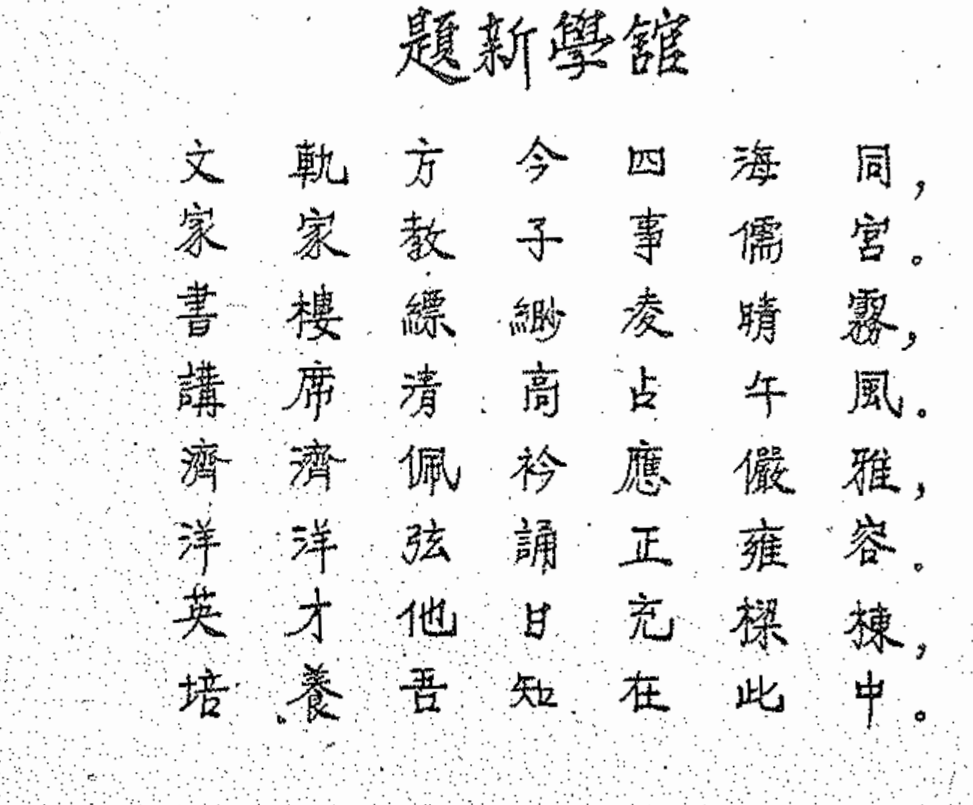 題新學館
文軌方今四海同，
家家教子事儒宮。
書樓縹緲凌晴霧，
講席清高占午風。
濟濟佩衿應儼雅，
洋洋弦誦正雍容。
英才他日充樑棟，
培養吾知在此中。